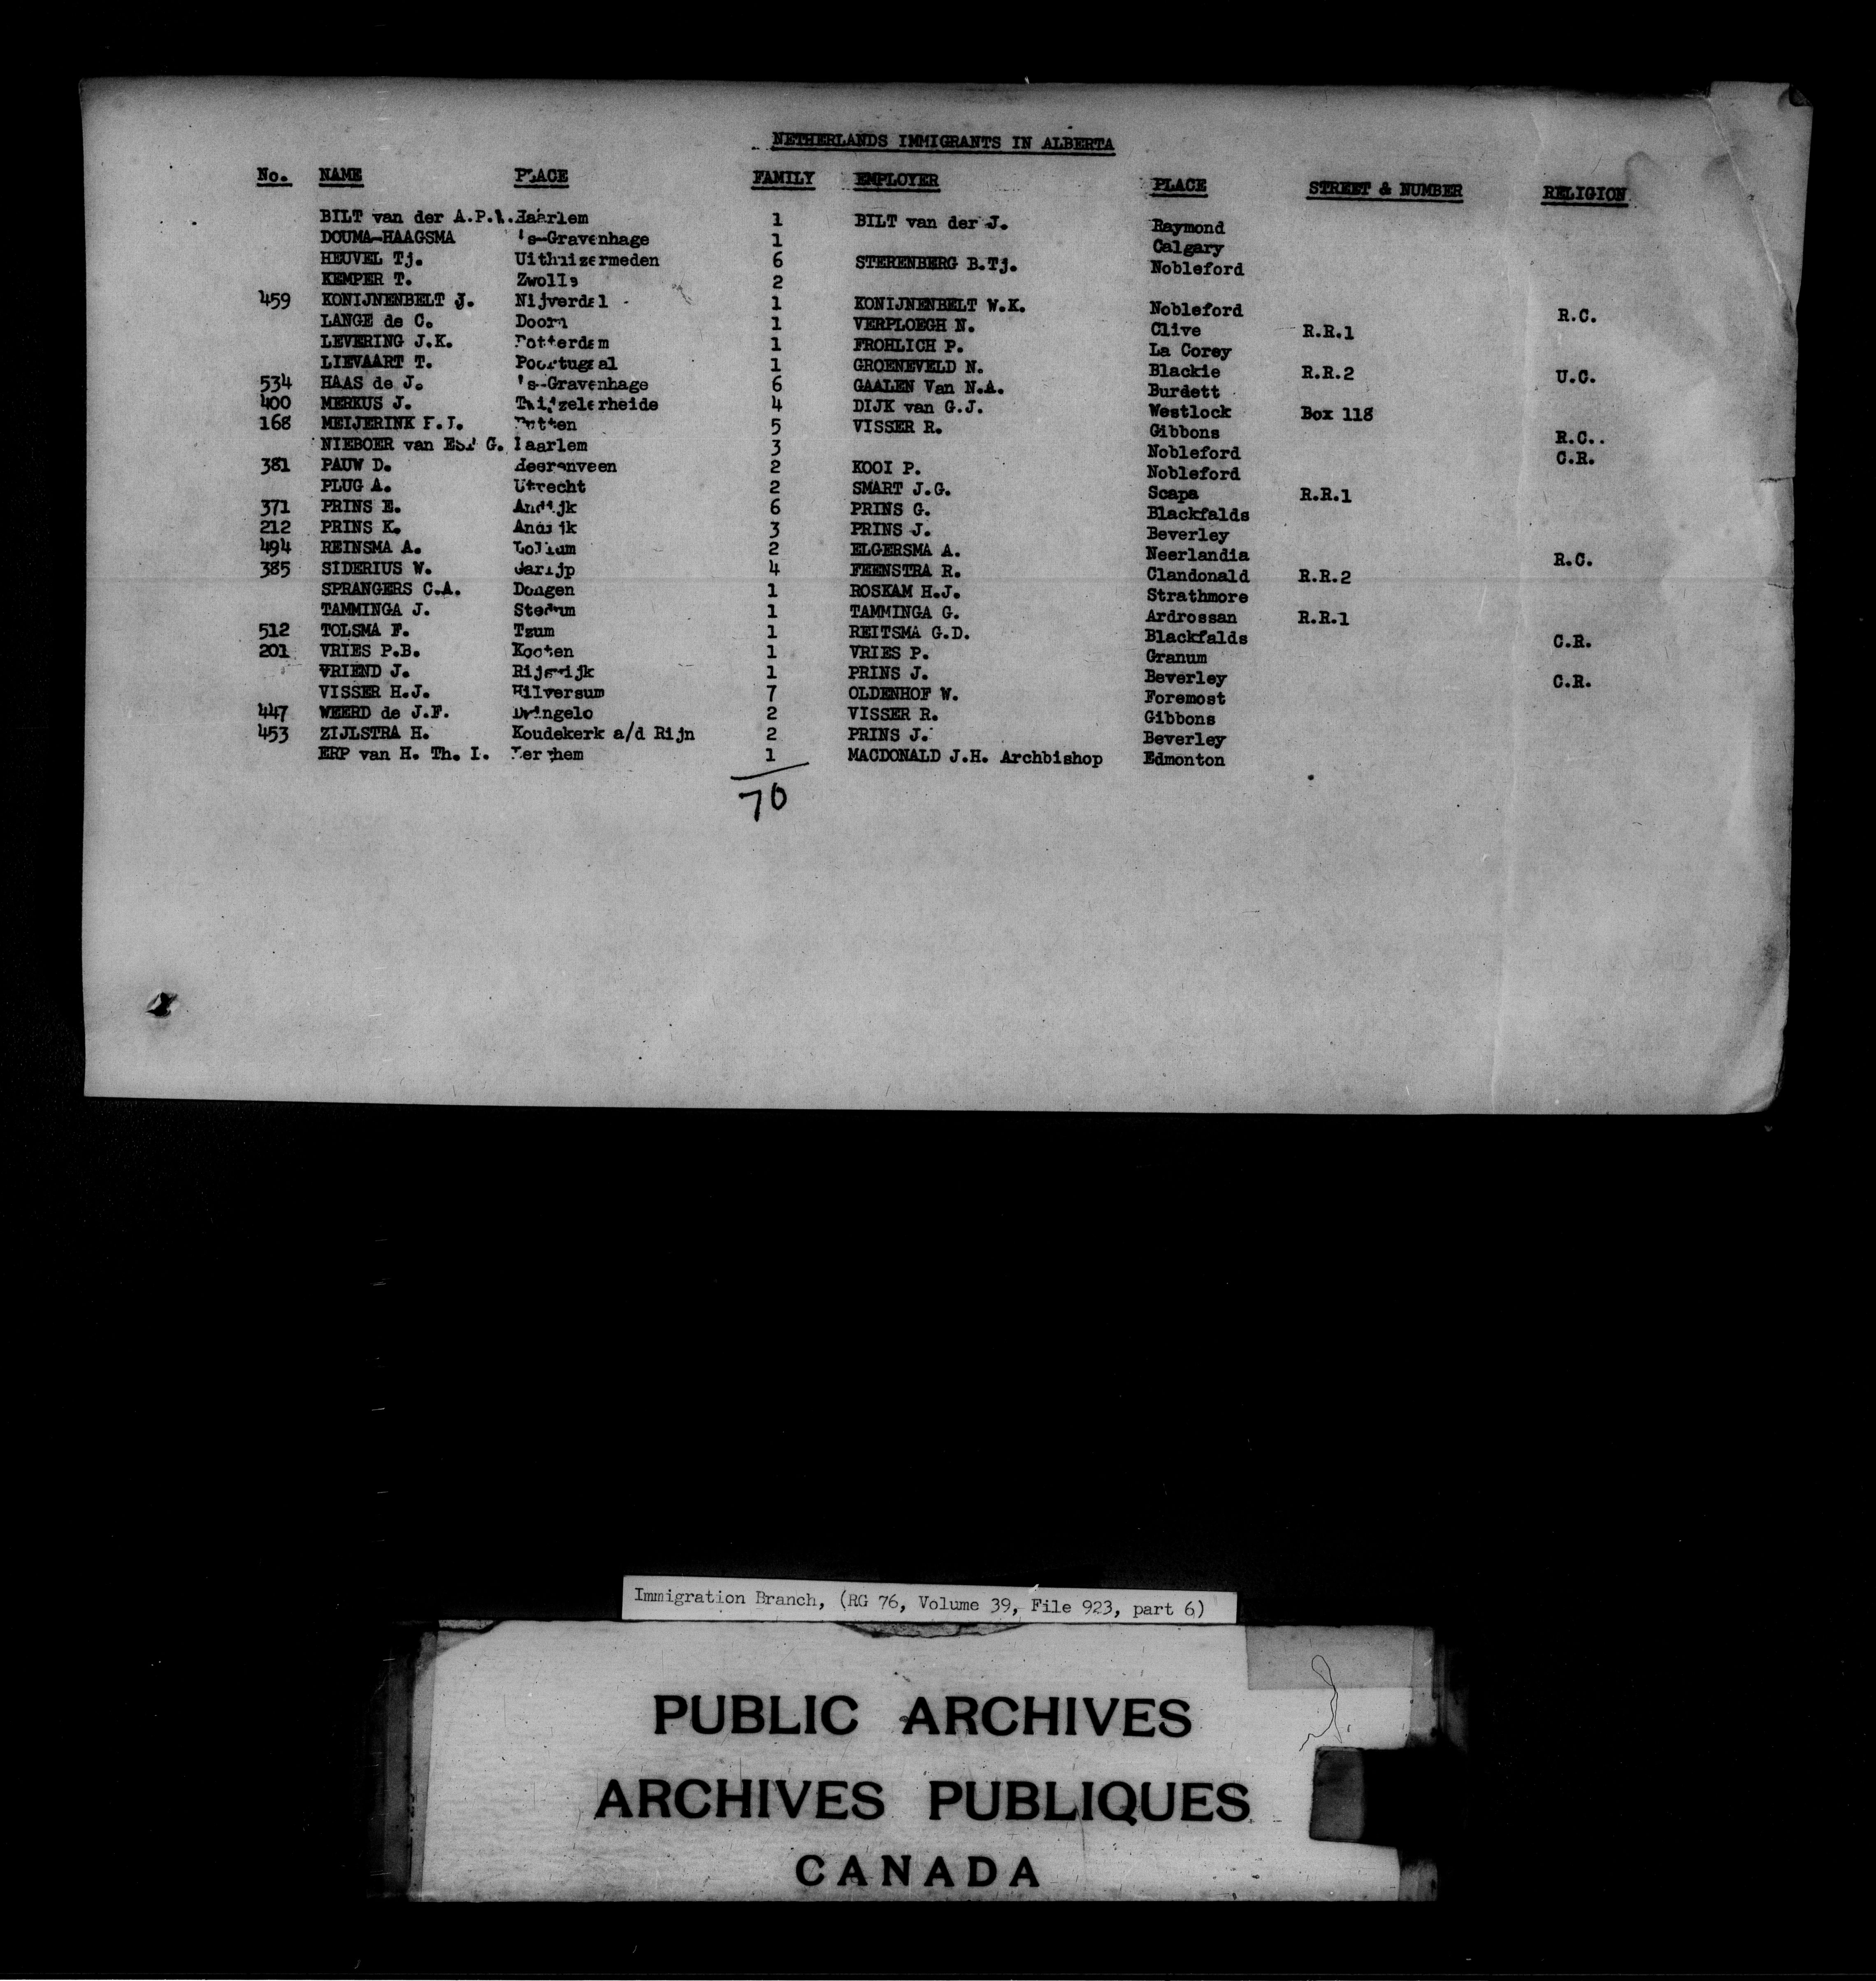 NETHERLANDS IMMIGRANTS IN ALBERTA
No. NAME PLACE FAMILY EMPLOYER PLACE STREET & NUMBER RELIGION
BILT van der A.P. Haarlem 1 BILT van der J. Raymond
DOUMA-HAAGSMA 's-Gravenhage 1 Calgary
HEUVEL Tj. Uithuizermeden 6 STERENBERG B.Tj. Nobleford
KEMPER T. Zwolle 2
459 KONIJNENBELT J. Nijverdal 1 KONIJNENBELT W.K. Nobleford R.C.
LANGE de C. Doorn 1 VERPLOEGH N. Clive R.R.1
LEVERING J.K. Rotterdam 1 FROHLICH P. La Corey
LIEVAART T. Poortugaal 1 GROENEVELD N. Blackie R.R.2 U.C.
534 HAAS de J. 's-Gravenhage 6 GAALEN Van N.A. Burdett
400 MERKUS J. Twijzelerheide 4 DIJK van G.J. Westlock Box 118
168 MEIJERINK F.J. Putten 5 VISSER R. Gibbons R.C..
NIEBOER van G. Haarlem 3 Nobleford C.R.
381 PAUW D. Heerenveen 2 KOOI P. Nobleford
PLUG A. Utrecht 2 SMART J.G. Scapa R.R.1
371 PRINS E. Andijk 6 PRINS G. Blackfalds
212 PRINS K. Andijk 3 PRINS J. Beverley
494 REINSMA A. Lollum 2 ELGERSMA A. Neerlandia R.C.
385 SIDERIUS W. Garijp 4 FEENSTRA R. Clandonald R.R.2
SPRANGERS C.A. Dongen 1 ROSKAM H.J. Strathmore
TAMMINGA J. Stedum 1 TAMMINGA G. Ardrossan R.R.1
512 TOLSMA F. Tzum 1 REITSMA G.D. Blackfalds C.R.
201 VRIES P.B. Kooten 1 VRIES P. Granum
VRIEND J. Rijswijk 1 PRINS J. Beverley C.R.
VISSER H.J. Hilversum 7 OLDENHOF W. Foremost
447 WEERD de J.F. Dwingelo 2 VISSER R. Gibbons
453 ZIJLSTRA H. Koudekerk a/d Rijn 2 PRINS J. Beverley
ERP van H. Th. I. 1 MACDONALD J.H. Archbishop Edmonton
70
Immigration Branch, (RG 76, Volume 39, File 923, part 6)
PUBLIC ARCHIVES
ARCHIVES PUBLIQUES
CANADA